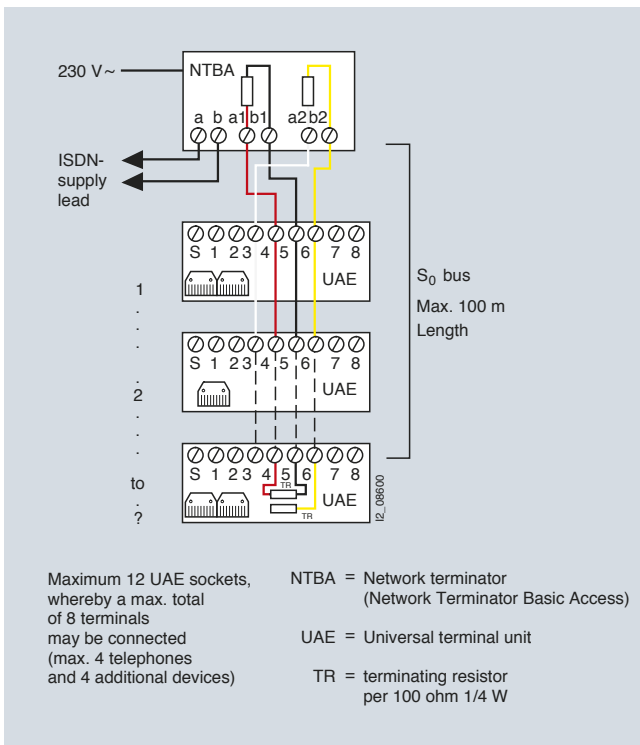 230 V~
NTBA
a b a1 b1 a2 b2
ISDN-
supply
lead
S 1 2 3 4 5 6 7 8
UAE
1
.
.
.
S 1 2 3 4 5 6 7 8
UAE
.
2
.
.
.
S 1 2 3 4 5 6 7 8
TR
TR
UAE
to
.
?
S0 bus
Max. 100 m
Length
I2_08600
Maximum 12 UAE sockets,
whereby a max. total
of 8 terminals
may be connected
(max. 4 telephones
and 4 additional devices)
NTBA = Network terminator
(Network Terminator Basic Access)
UAE = Universal terminal unit
TR = terminating resistor
per 100 ohm 1/4 W